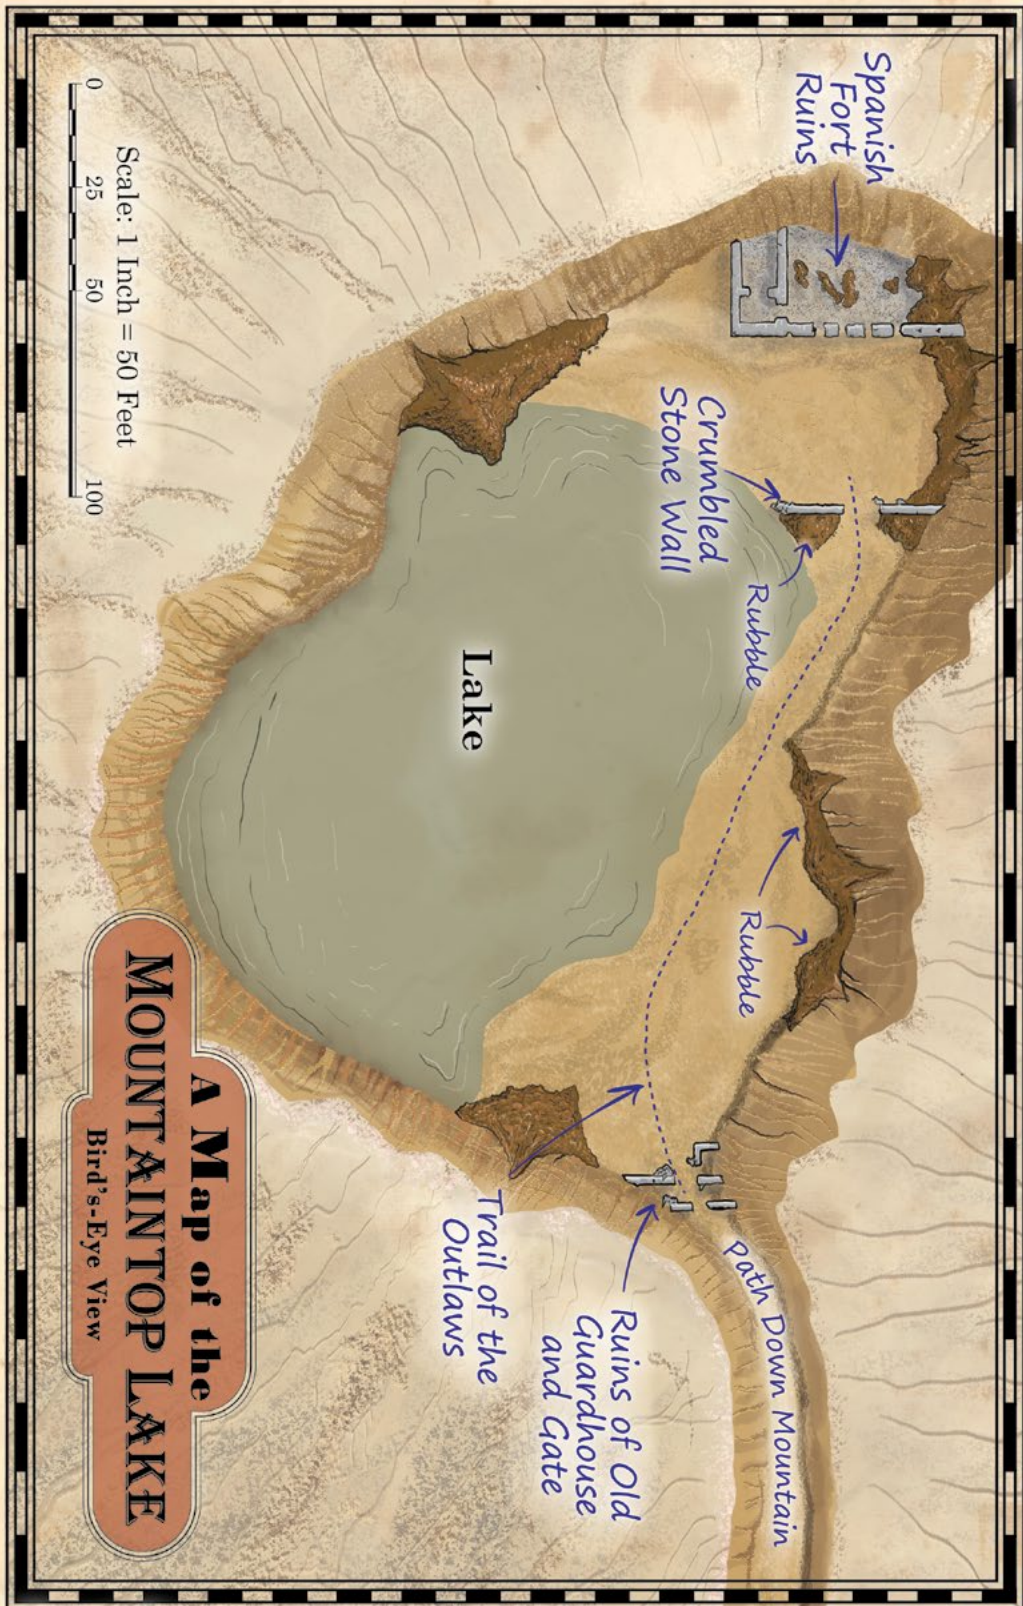 Spanish
Fort
Ruins
Crumbled
Stone Wall
Rubble
Rubble
Rubble
Path Down Mountain
Ruins of Old
Guardhouse
and Gate
Trail of the
Outlaws
Lake
Scale: 1 Inch = 50 Feet
0 25 50 100
A Map of the
MOUNTAINTOP LAKE
Bird's-Eye View